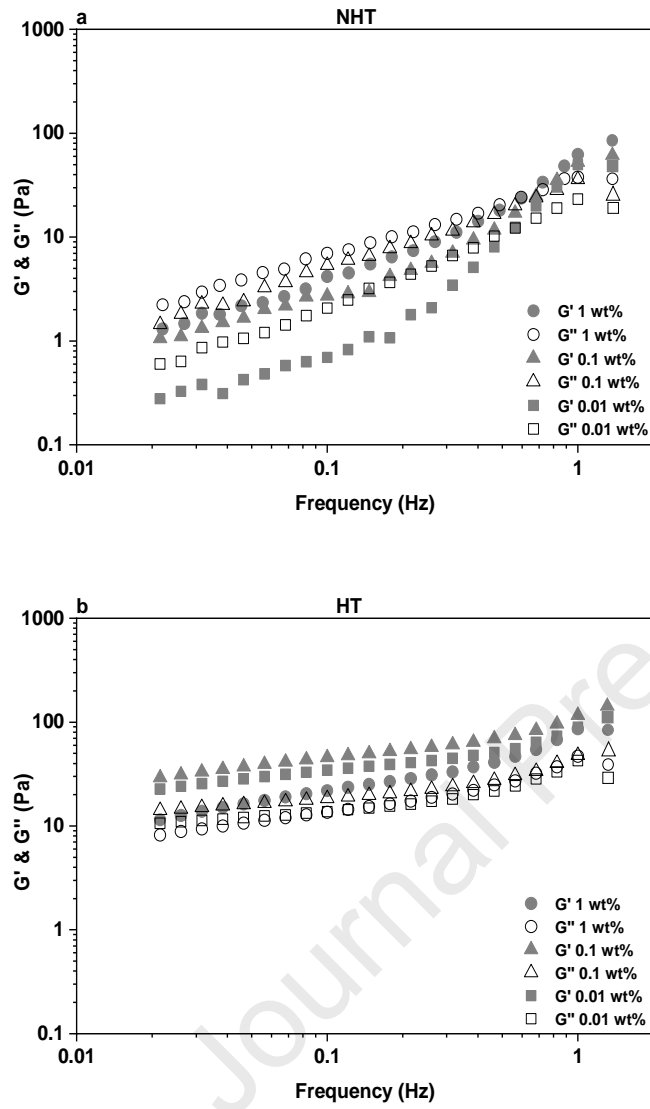 a
NHT
1000
100
10
1
0.1
G' & G'' (Pa)
G' 1 wt%
G'' 1 wt%
G' 0.1 wt%
G'' 0.1 wt%
G' 0.01 wt%
G'' 0.01 wt%
0.01
0.1
1
Frequency (Hz)
b
HT
1000
100
10
1
0.1
G' & G'' (Pa)
G' 1 wt%
G'' 1 wt%
G' 0.1 wt%
G'' 0.1 wt%
G' 0.01 wt%
G'' 0.01 wt%
0.01
0.1
1
Frequency (Hz)
Journal Pre